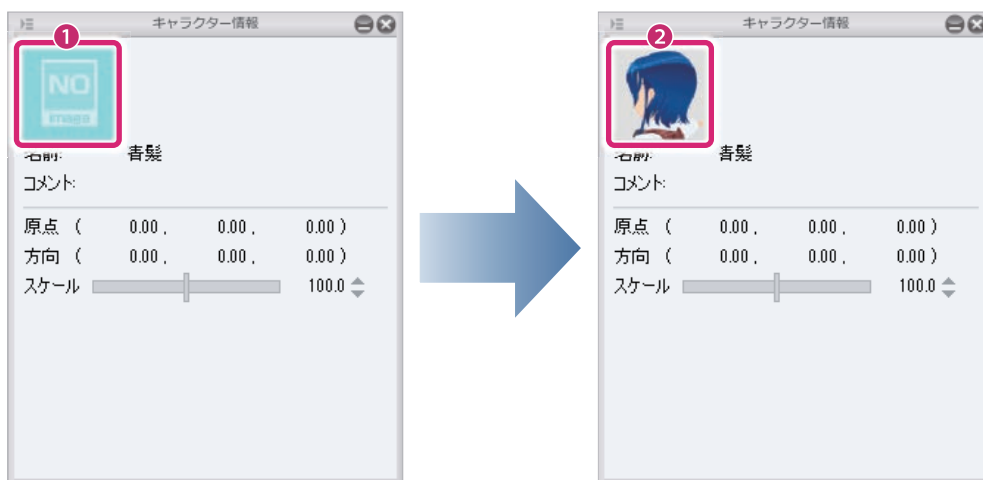 キャラクター情報
1
NO
image
名前: 青髪
コメント:
原点 ( 0.00 , 0.00 , 0.00 )
方向 ( 0.00 , 0.00 , 0.00 )
スケール 100.0
キャラクター情報
2
名前: 青髪
コメント:
原点 ( 0.00 , 0.00 , 0.00 )
方向 ( 0.00 , 0.00 , 0.00 )
スケール 100.0